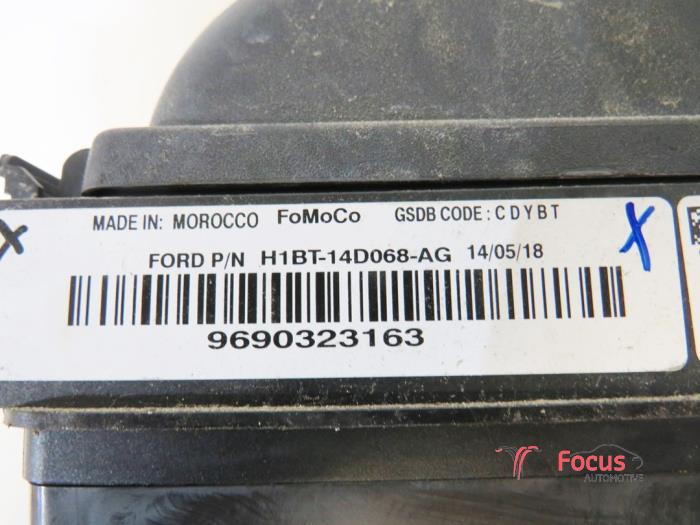 MADE IN: MOROCCO FoMoCo GSDB CODE: CDYBT
FORD P/N H1BT-14D068-AG 14/05/18
9690323163
Focus
AUTOMOTIVE